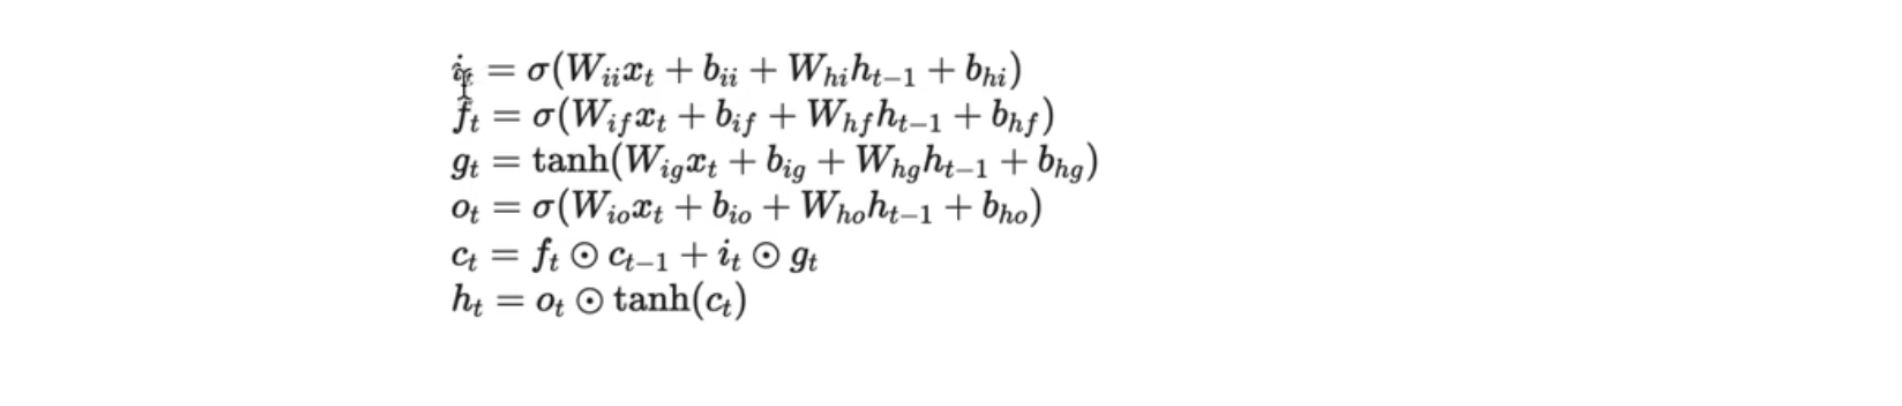 i_t = σ(W_{ii}x_t + b_{ii} + W_{hi}h_{t−1} + b_{hi})
f_t = σ(W_{if}x_t + b_{if} + W_{hf}h_{t−1} + b_{hf})
g_t = tanh(W_{ig}x_t + b_{ig} + W_{hg}h_{t−1} + b_{hg})
o_t = σ(W_{io}x_t + b_{io} + W_{ho}h_{t−1} + b_{ho})
c_t = f_t ⊙ c_{t−1} + i_t ⊙ g_t
h_t = o_t ⊙ tanh(c_t)